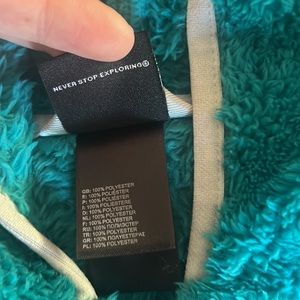 NEVER STOP EXPLORING®
GB: 100% POLYESTER
E: 100% POLIÉSTER
P: 100% POLIÉSTER
I: 100% POLIESTERE
D: 100% POLYESTER
NL: 100% POLYESTER
F: 100% POLYESTER
RU: 100% ПОЛИЭСТЕР
TR: 100% POLYESTER
GR: 100% ΠΟΛΥΕΣΤΕΡΑΣ
PL: 100% POLYESTER